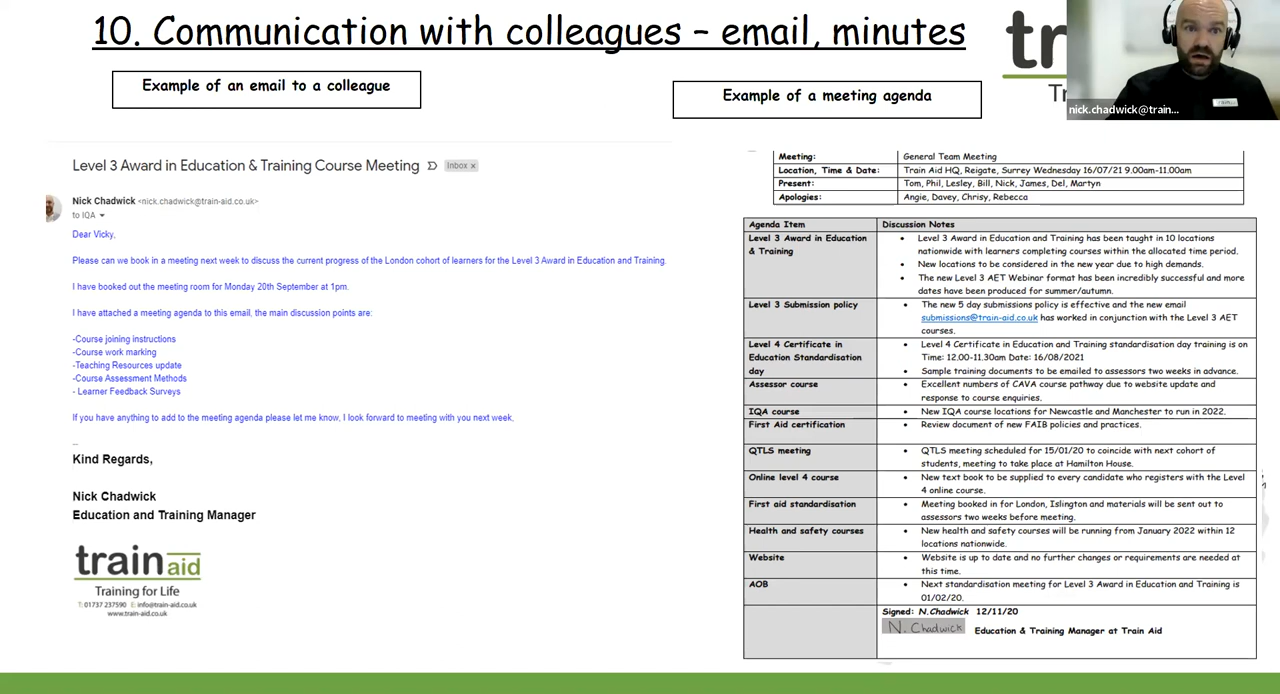 10. Communication with colleagues – email, minutes
Example of an email to a colleague
Example of a meeting agenda
nick.chadwick@train...
Level 3 Award in Education & Training Course Meeting
Inbox x
Nick Chadwick <nick.chadwick@train-aid.co.uk>
to IQA
Dear Vicky,
Please can we book in a meeting next week to discuss the current progress of the London cohort of learners for the Level 3 Award in Education and Training.
I have booked out the meeting room for Monday 20th September at 1pm.
I have attached a meeting agenda to this email, the main discussion points are:
-Course joining instructions
-Course work marking
-Teaching Resources update
-Course Assessment Methods
- Learner Feedback Surveys
If you have anything to add to the meeting agenda please let me know, I look forward to meeting with you next week,
--
Kind Regards,
Nick Chadwick
Education and Training Manager
train aid
Training for Life
T: 01737 237590 E: info@train-aid.co.uk
www.train-aid.co.uk
Meeting: General Team Meeting
Location, Time & Date: Train Aid HQ, Reigate, Surrey Wednesday 16/07/21 9.00am-11.00am
Present: Tom, Phil, Lesley, Bill, Nick, James, Del, Martyn
Apologies: Angie, Davey, Chrisy, Rebecca
Agenda Item Discussion Notes
Level 3 Award in Education • Level 3 Award in Education and Training has been taught in 10 locations
& Training nationwide with learners completing courses within the allocated time period.
• New locations to be considered in the new year due to high demands.
• The new Level 3 AET Webinar format has been incredibly successful and more
dates have been produced for summer/autumn.
Level 3 Submission policy • The new 5 day submissions policy is effective and the new email
submissions@train-aid.co.uk has worked in conjunction with the Level 3 AET
courses.
Level 4 Certificate in • Level 4 Certificate in Education and Training standardisation day training is on
Education Standardisation Time: 12.00-11.30am Date: 16/08/2021
day • Sample training documents to be emailed to assessors two weeks in advance.
Assessor course • Excellent numbers of CAVA course pathway due to website update and
response to course enquiries.
IQA course • New IQA course locations for Newcastle and Manchester to run in 2022.
First Aid certification • Review document of new FAIB policies and practices.
QTLS meeting • QTLS meeting scheduled for 15/01/20 to coincide with next cohort of
students, meeting to take place at Hamilton House.
Online level 4 course • New text book to be supplied to every candidate who registers with the Level
4 online course.
First aid standardisation • Meeting booked in for London, Islington and materials will be sent out to
assessors two weeks before meeting.
Health and safety courses • New health and safety courses will be running from January 2022 within 12
locations nationwide.
Website • Website is up to date and no further changes or requirements are needed at
this time.
AOB • Next standardisation meeting for Level 3 Award in Education and Training is
01/02/20.
Signed: N.Chadwick 12/11/20
N. Chadwick Education & Training Manager at Train Aid